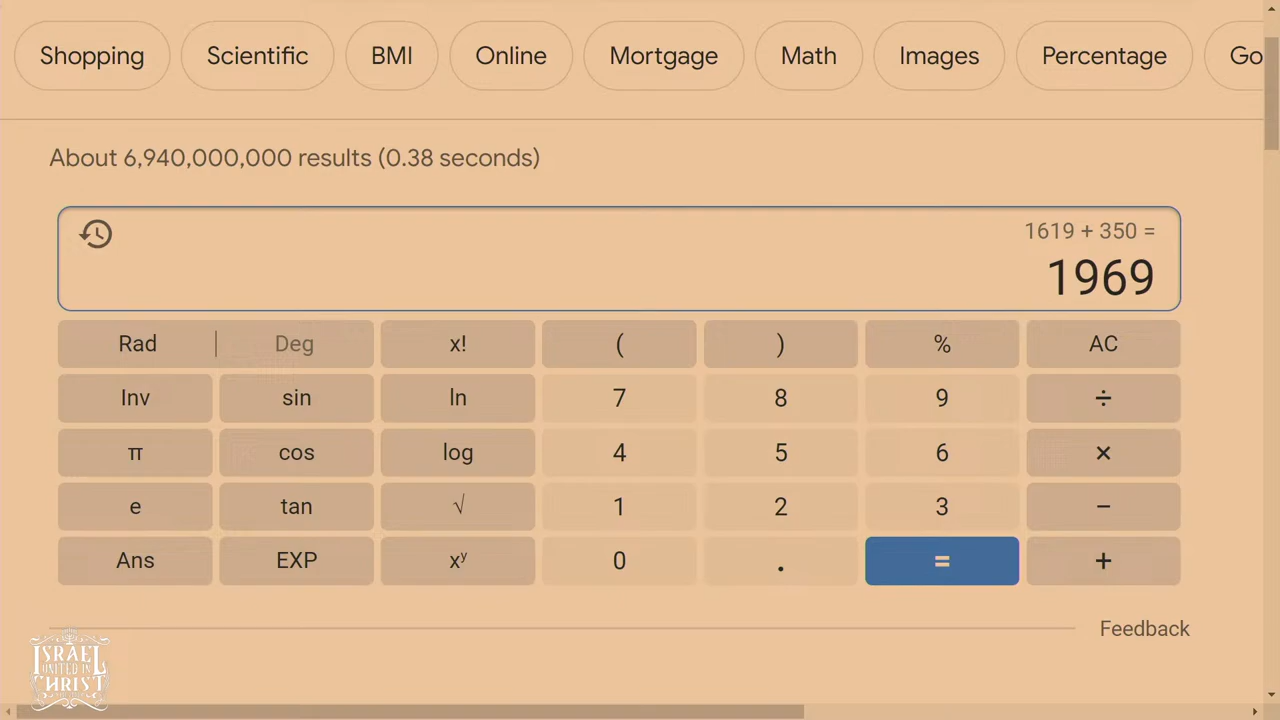 Shopping Scientific BMI Online Mortgage Math Images Percentage Go
About 6,940,000,000 results (0.38 seconds)
1619 + 350 =
1969
Rad | Deg x! ( ) % AC
Inv sin ln 7 8 9 ÷
π cos log 4 5 6 ×
e tan √ 1 2 3 −
Ans EXP xʸ 0 . = +
Feedback
ISRAEL
UNITED IN
CHRIST